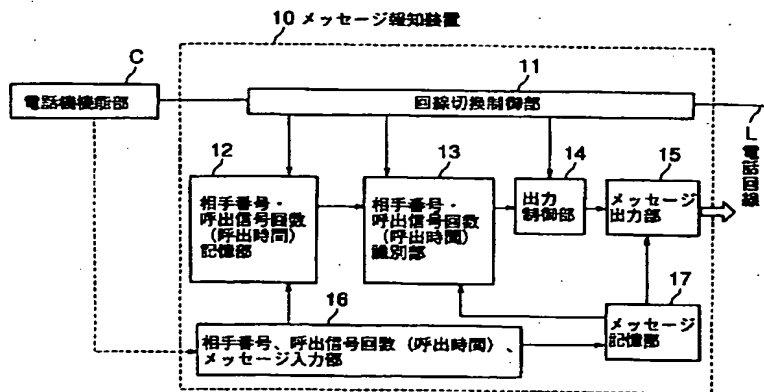 10 メッセージ報知装置
C
電話機機能部
11
回線切換制御部
L 電話回線
12
相手番号・
呼出信号回数
(呼出時間)
記憶部
13
相手番号・
呼出信号回数
(呼出時間)
識別部
14
出力
制御部
15
メッセージ
出力部
16
相手番号、呼出信号回数(呼出時間)、
メッセージ入力部
17
メッセージ
記憶部